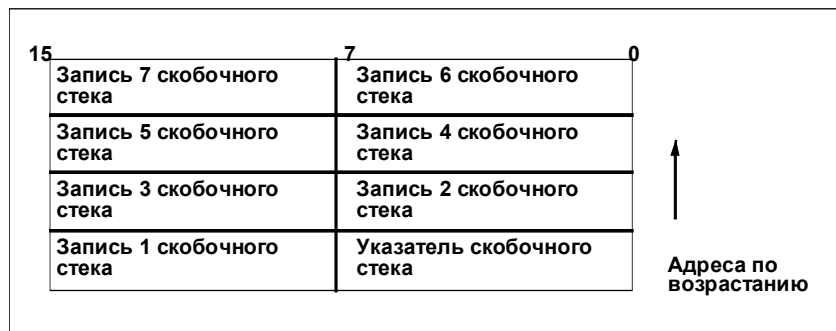 15 7 0
Запись 7 скобочного
стека
Запись 6 скобочного
стека
Запись 5 скобочного
стека
Запись 4 скобочного
стека
Запись 3 скобочного
стека
Запись 2 скобочного
стека
Запись 1 скобочного
стека
Указатель скобочного
стека
Адреса по
возрастанию